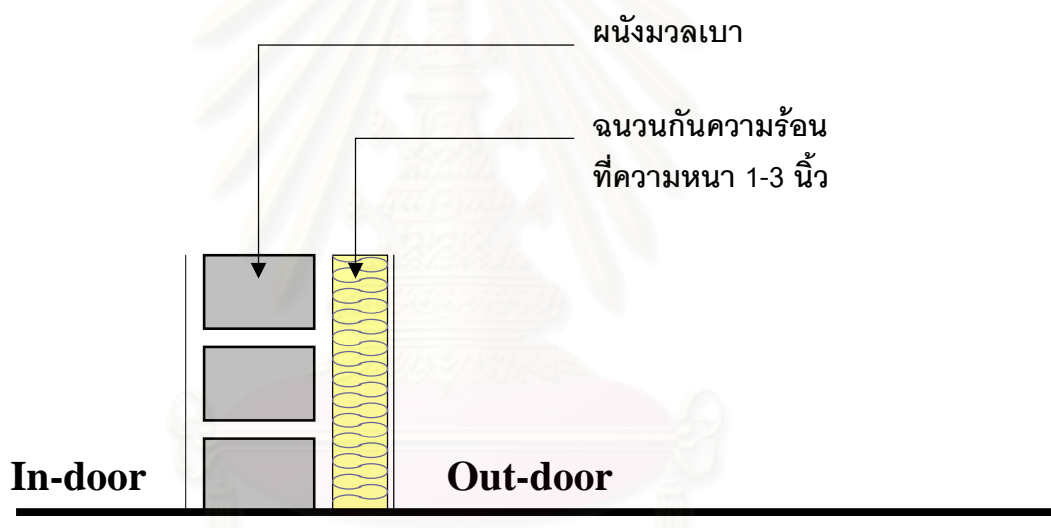 ผนังมวลเบา
ฉนวนกันความร้อน
ที่ความหนา 1-3 นิ้ว
In-door
Out-door